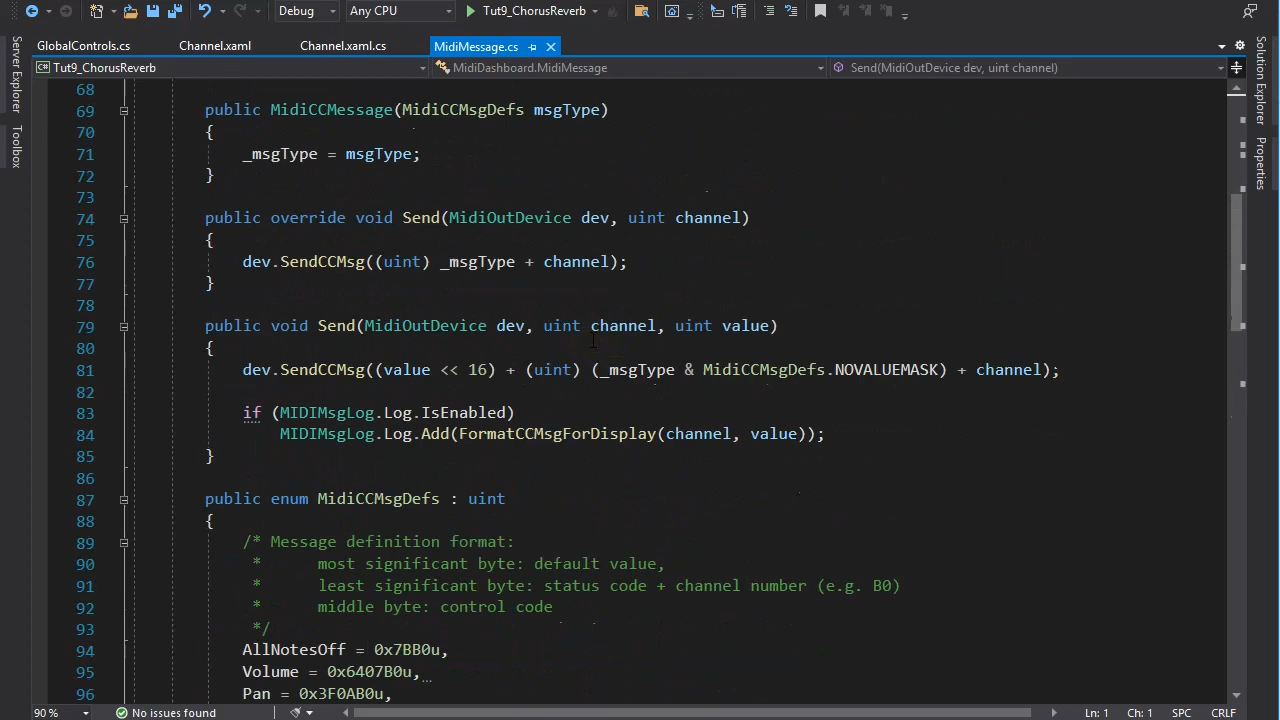 Debug
Any CPU
Tut9_ChorusReverb
GlobalControls.cs
Channel.xaml
Channel.xaml.cs
MidiMessage.cs
Server Explorer
Toolbox
Solution Explorer
Properties
Tut9_ChorusReverb
MidiDashboard.MidiMessage
Send(MidiOutDevice dev, uint channel)
68
69 public MidiCCMessage(MidiCCMsgDefs msgType)
70 {
71 _msgType = msgType;
72 }
73
74 public override void Send(MidiOutDevice dev, uint channel)
75 {
76 dev.SendCCMsg((uint) _msgType + channel);
77 }
78
79 public void Send(MidiOutDevice dev, uint channel, uint value)
80 {
81 dev.SendCCMsg((value << 16) + (uint) (_msgType & MidiCCMsgDefs.NOVALUEMASK) + channel);
82
83 if (MIDIMsgLog.Log.IsEnabled)
84 MIDIMsgLog.Log.Add(FormatCCMsgForDisplay(channel, value));
85 }
86
87 public enum MidiCCMsgDefs : uint
88 {
89 /* Message definition format:
90 * most significant byte: default value,
91 * least significant byte: status code + channel number (e.g. B0)
92 * middle byte: control code
93 */
94 AllNotesOff = 0x7BB0u,
95 Volume = 0x6407B0u,
96 Pan = 0x3F0AB0u,
90 %
No issues found
Ln: 1
Ch: 1
SPC
CRLF